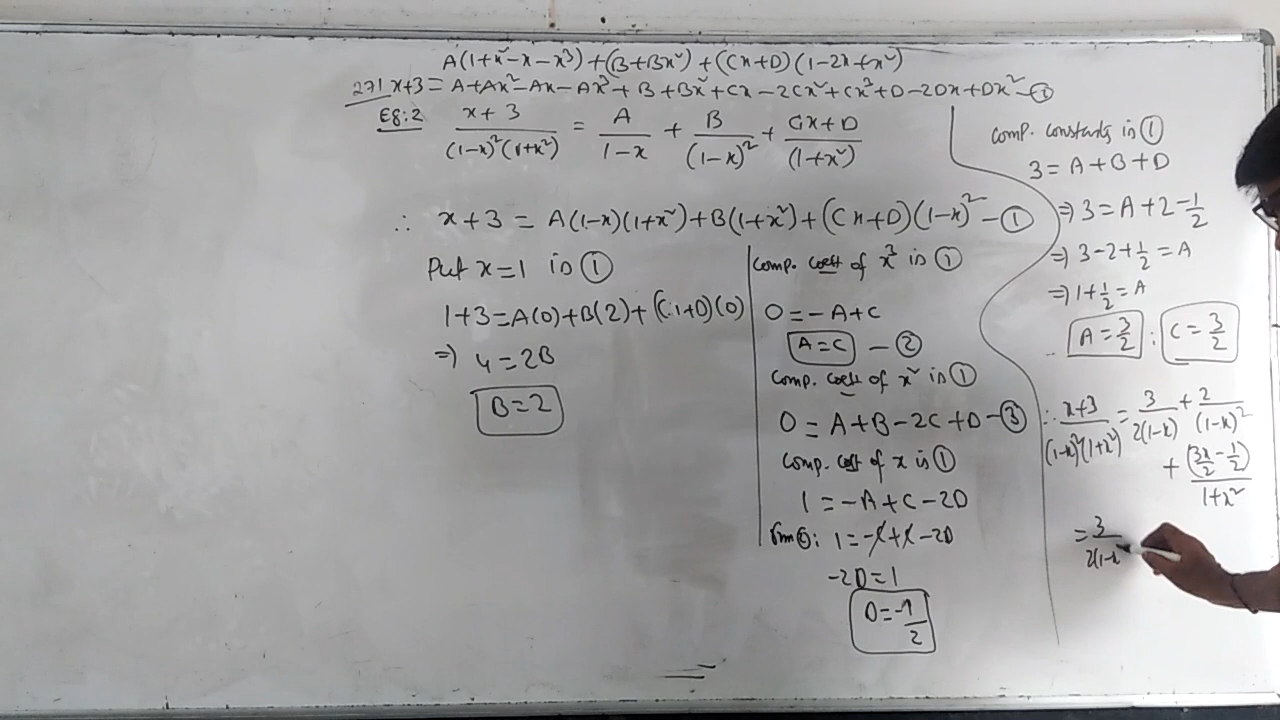 A(1+x²-x-x³)+(B+Bx²)+(Cx+D)(1-2x+x²)
271 x+3 = A+Ax²-Ax-Ax³+B+Bx²+Cx-2Cx²+Cx³+D-2Dx+Dx² -①
Eg:2 x+3/(1-x)²(1+x²) = A/1-x + B/(1-x)² + Cx+D/(1+x²)
∴ x+3 = A(1-x)(1+x²)+B(1+x²)+(Cx+D)(1-x)² -①
Put x=1 in ①
1+3=A(0)+B(2)+(C.1+D)(0)
⇒ 4=2B
B=2
Comp. coeff of x³ in ①
0=-A+C
A=C -②
Comp. coeff of x² in ①
0=A+B-2C+D-③
Comp. coeff of x in ①
1=-A+C-2D
1=-C+C-2D
-2D=1
D=-1/2
Comp. constants in ①
3=A+B+D
⇒3=A+2-1/2
⇒3-2+1/2=A
⇒1+1/2=A
A=3/2 ; C=3/2
∴ x+3/(1-x)²(1+x²) = 3/2(1-x) + 2/(1-x)²
+ (3x/2-1/2)/1+x²
= 3/2(1-x